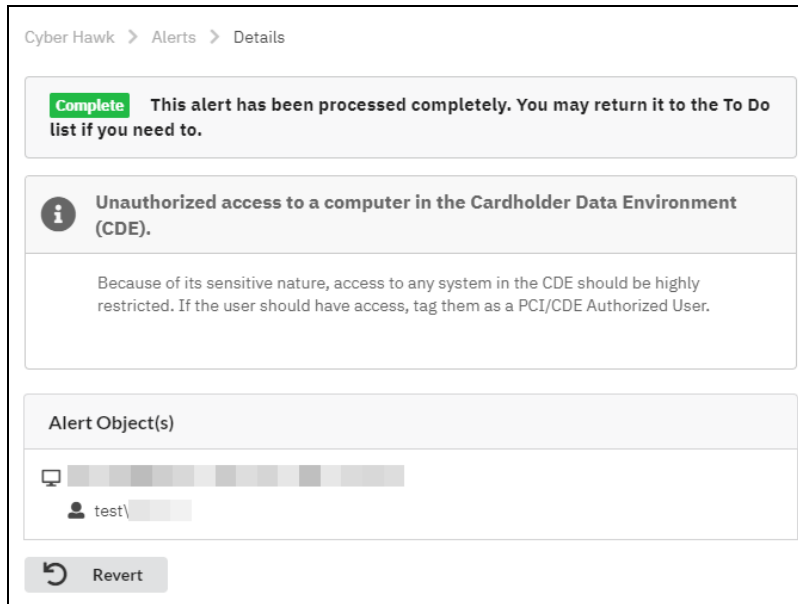 Cyber Hawk > Alerts > Details
Complete This alert has been processed completely. You may return it to the To Do
list if you need to.
Unauthorized access to a computer in the Cardholder Data Environment
(CDE).
Because of its sensitive nature, access to any system in the CDE should be highly
restricted. If the user should have access, tag them as a PCI/CDE Authorized User.
Alert Object(s)
test\
Revert